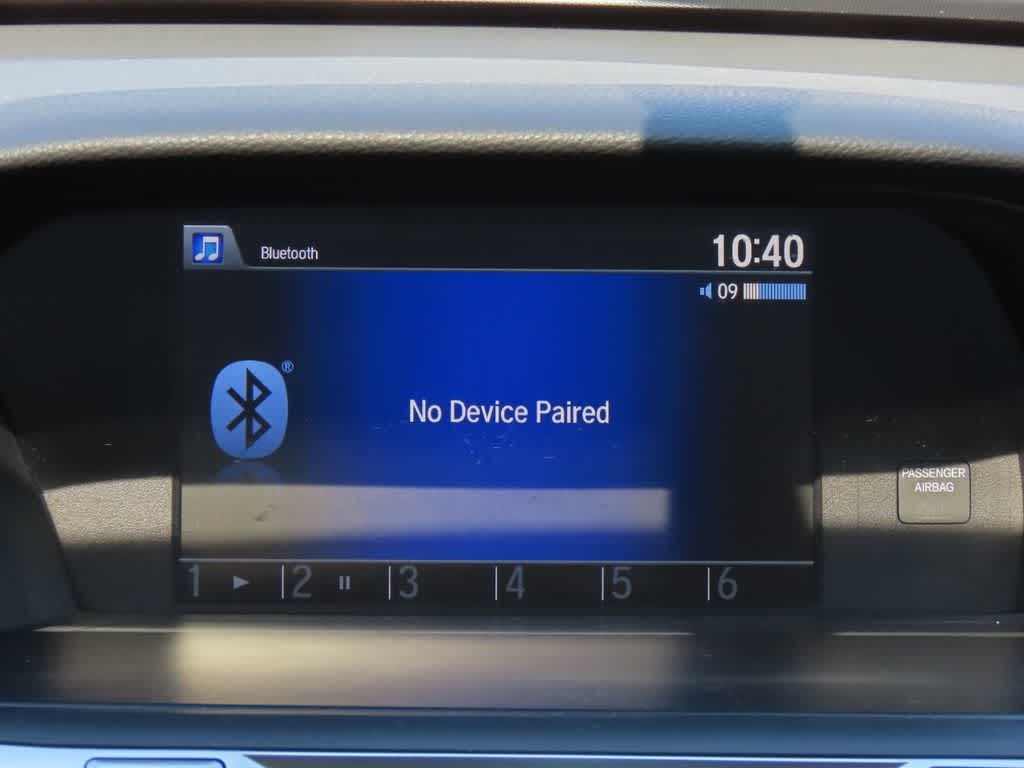 Bluetooth
10:40
09
®
No Device Paired
PASSENGER
AIRBAG
1 2 3 4 5 6